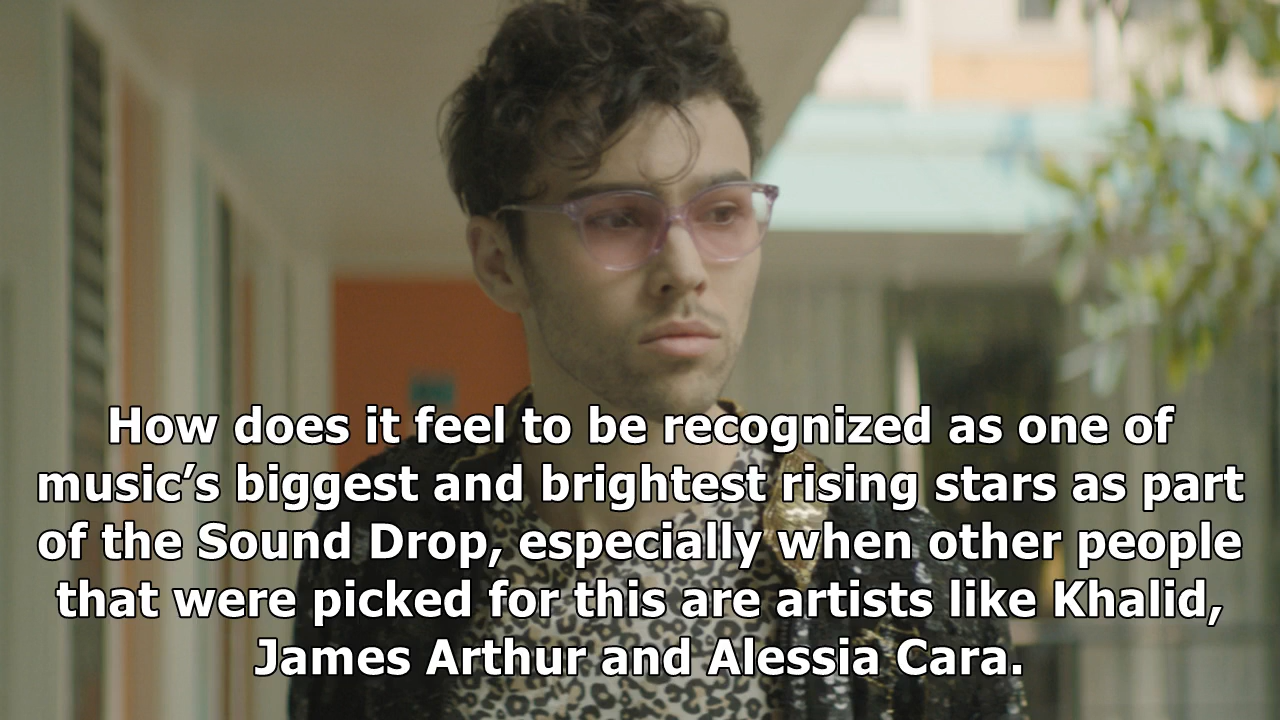 How does it feel to be recognized as one of
music’s biggest and brightest rising stars as part
of the Sound Drop, especially when other people
that were picked for this are artists like Khalid,
James Arthur and Alessia Cara.